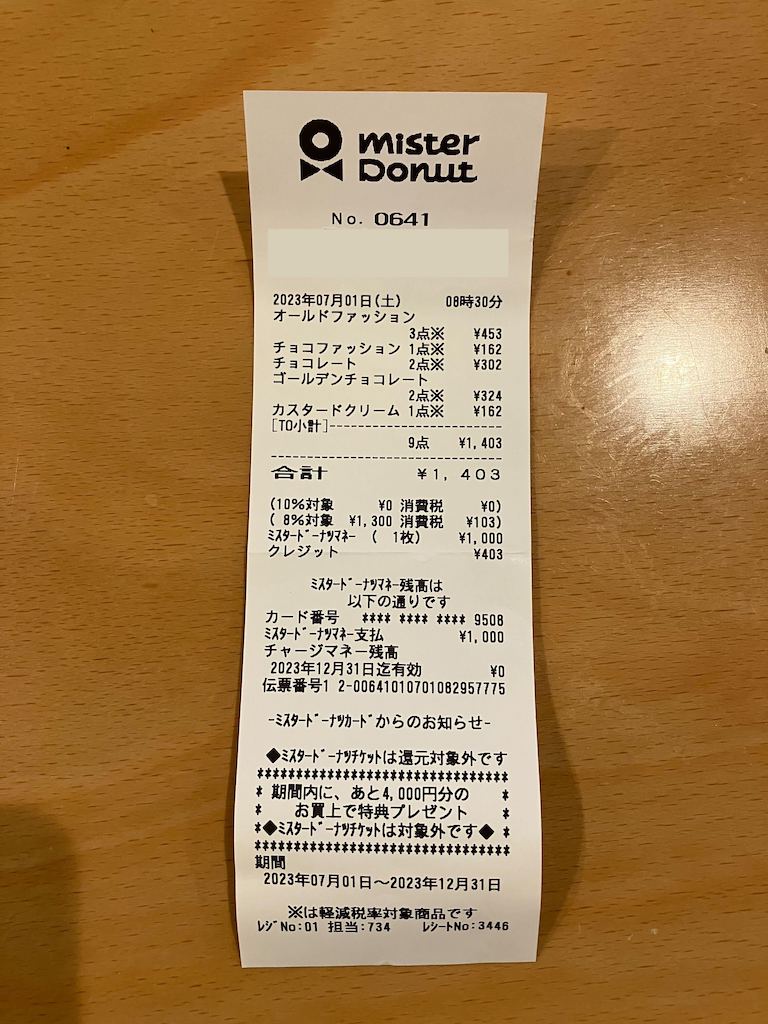 mister
Donut
No. 0641
2023年07月01日(土) 08時30分
オールドファッション
3点※ ¥453
チョコファッション 1点※ ¥162
チョコレート 2点※ ¥302
ゴールデンチョコレート
2点※ ¥324
カスタードクリーム 1点※ ¥162
[TO小計]------------------------
9点 ¥1,403
--------------------------------
合計 ¥1,403
(10%対象 ¥0 消費税 ¥0)
( 8%対象 ¥1,300 消費税 ¥103)
ミスタードーナツマネー ( 1枚) ¥1,000
クレジット ¥403
ミスタードーナツマネー残高は
以下の通りです
カード番号 **** **** **** 9508
ミスタードーナツマネー支払 ¥1,000
チャージマネー残高
2023年12月31日迄有効 ¥0
伝票番号1 2-00641010701082957775
-ミスタードーナツカードからのお知らせ-
◆ミスタードーナツチケットは還元対象外です
********************************
* 期間内に、あと4,000円分の *
* お買上で特典プレゼント *
*◆ミスタードーナツチケットは対象外です◆ *
********************************
期間
2023年07月01日~2023年12月31日
※は軽減税率対象商品です
レジNo:01 担当:734 レシートNo:3446